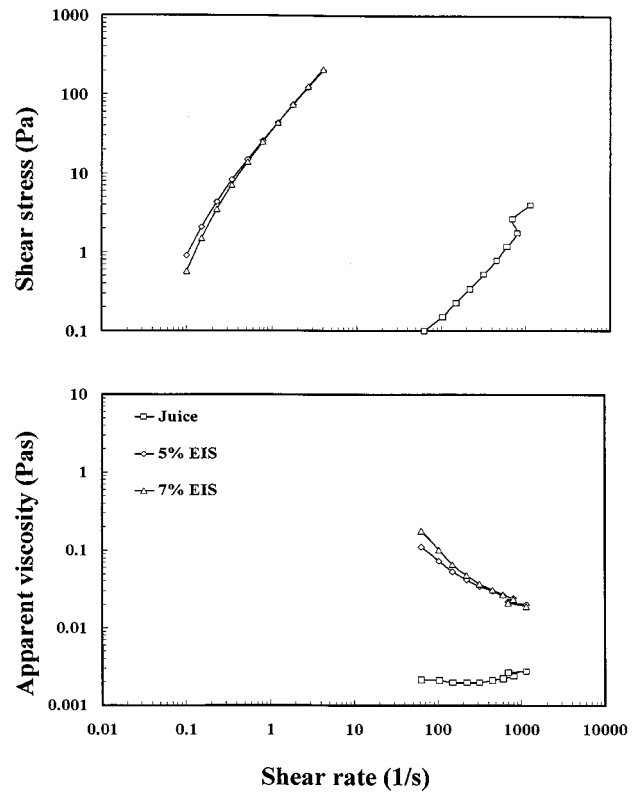 1000
100
10
1
0.1
Shear stress (Pa)
10
1
0.1
0.01
0.001
Apparent viscosity (Pas)
Juice
5% EIS
7% EIS
0.01
0.1
1
10
100
1000
10000
Shear rate (1/s)